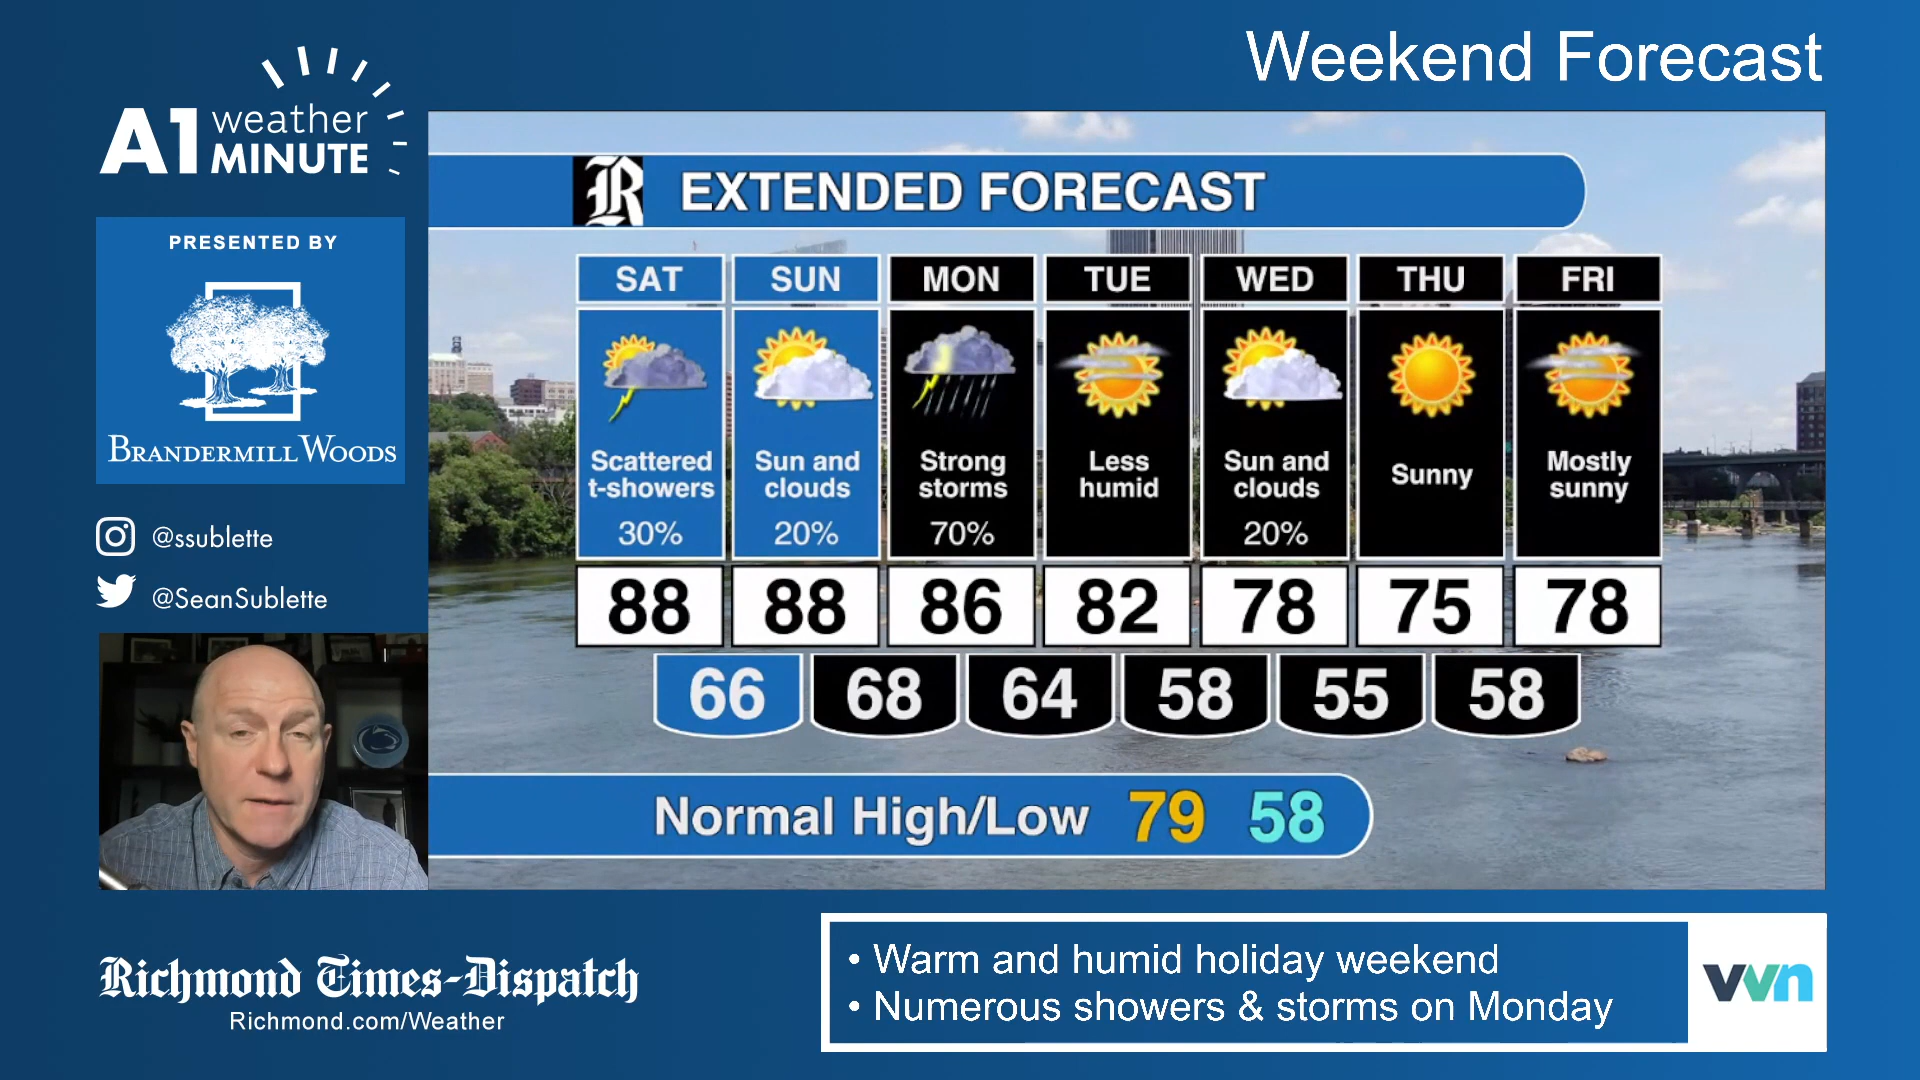 Weekend Forecast
A1 weather
MINUTE
PRESENTED BY
BRANDERMILL WOODS
@ssublette
@SeanSublette
R EXTENDED FORECAST
SAT SUN MON TUE WED THU FRI
Scattered t-showers
30%
Sun and clouds
20%
Strong storms
70%
Less humid
Sun and clouds
20%
Sunny
Mostly sunny
88 88 86 82 78 75 78
66 68 64 58 55 58
Normal High/Low 79 58
Richmond Times-Dispatch
Richmond.com/Weather
• Warm and humid holiday weekend
• Numerous showers & storms on Monday
vvn